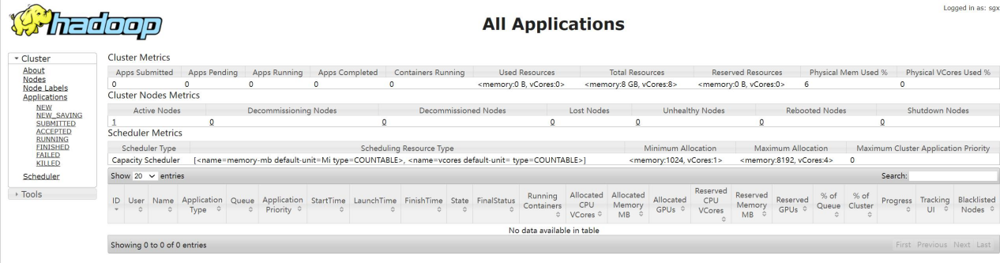 Logged in as: sgx
hadoop
All Applications
Cluster
About
Nodes
Node Labels
Applications
NEW
NEW_SAVING
SUBMITTED
ACCEPTED
RUNNING
FINISHED
FAILED
KILLED
Scheduler
Tools
Cluster Metrics
Apps Submitted Apps Pending Apps Running Apps Completed Containers Running Used Resources Total Resources Reserved Resources Physical Mem Used % Physical VCores Used %
0 0 0 0 0 <memory:0 B, vCores:0> <memory:8 GB, vCores:8> <memory:0 B, vCores:0> 6 0
Cluster Nodes Metrics
Active Nodes Decommissioning Nodes Decommissioned Nodes Lost Nodes Unhealthy Nodes Rebooted Nodes Shutdown Nodes
1 0 0 0 0 0 0
Scheduler Metrics
Scheduler Type Scheduling Resource Type Minimum Allocation Maximum Allocation Maximum Cluster Application Priority
Capacity Scheduler [<name=memory-mb default-unit=Mi type=COUNTABLE>, <name=vcores default-unit= type=COUNTABLE>] <memory:1024, vCores:1> <memory:8192, vCores:4> 0
Show 20 entries Search:
ID User Name Application Type Queue Application Priority StartTime LaunchTime FinishTime State FinalStatus Running Containers Allocated CPU VCores Allocated Memory MB Allocated GPUs Reserved CPU VCores Reserved Memory MB Reserved GPUs % of Queue % of Cluster Progress Tracking UI Blacklisted Nodes
No data available in table
Showing 0 to 0 of 0 entries First Previous Next Last